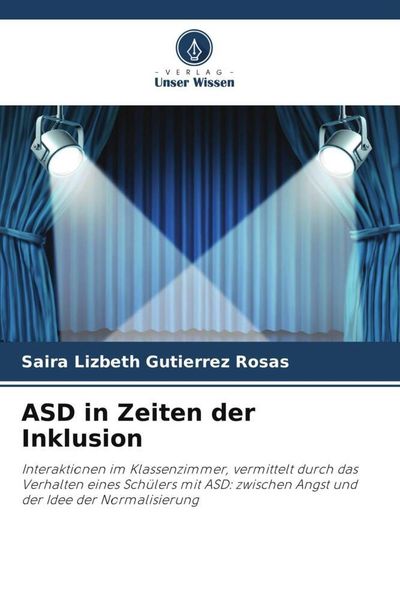 - V E R L A G -
Unser Wissen
Saira Lizbeth Gutierrez Rosas
ASD in Zeiten der
Inklusion
Interaktionen im Klassenzimmer, vermittelt durch das
Verhalten eines Schülers mit ASD: zwischen Angst und
der Idee der Normalisierung